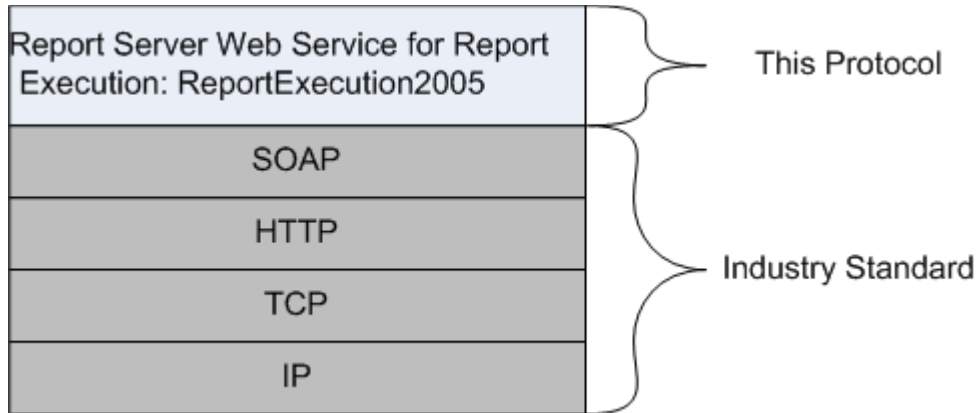 Report Server Web Service for Report
Execution: ReportExecution2005
This Protocol
SOAP
HTTP
TCP
IP
Industry Standard